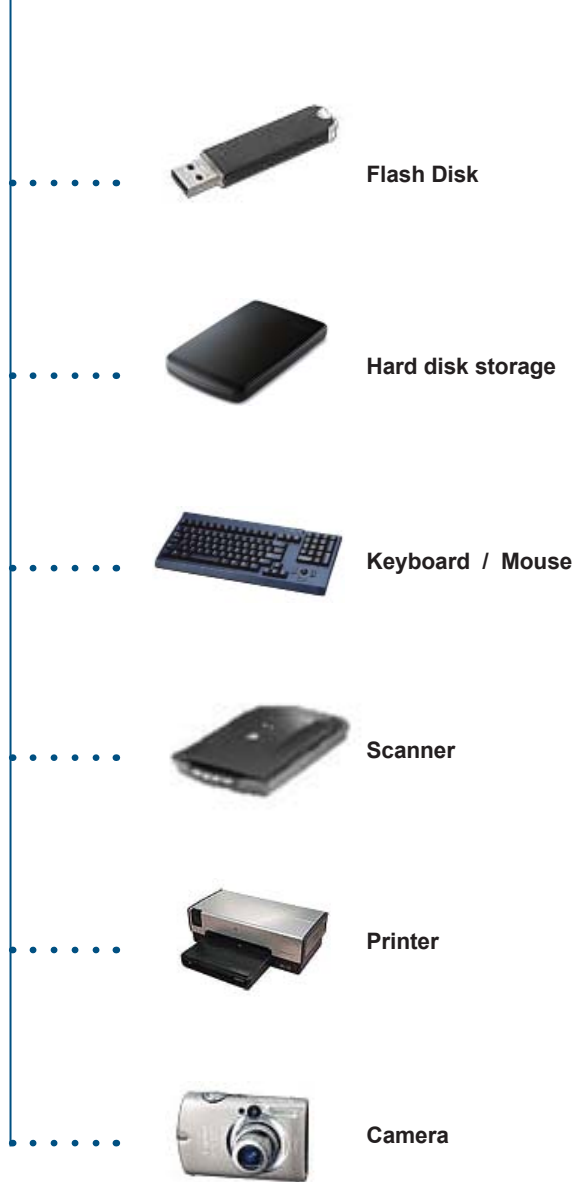 Flash Disk
Hard disk storage
Keyboard / Mouse
Scanner
Printer
Camera